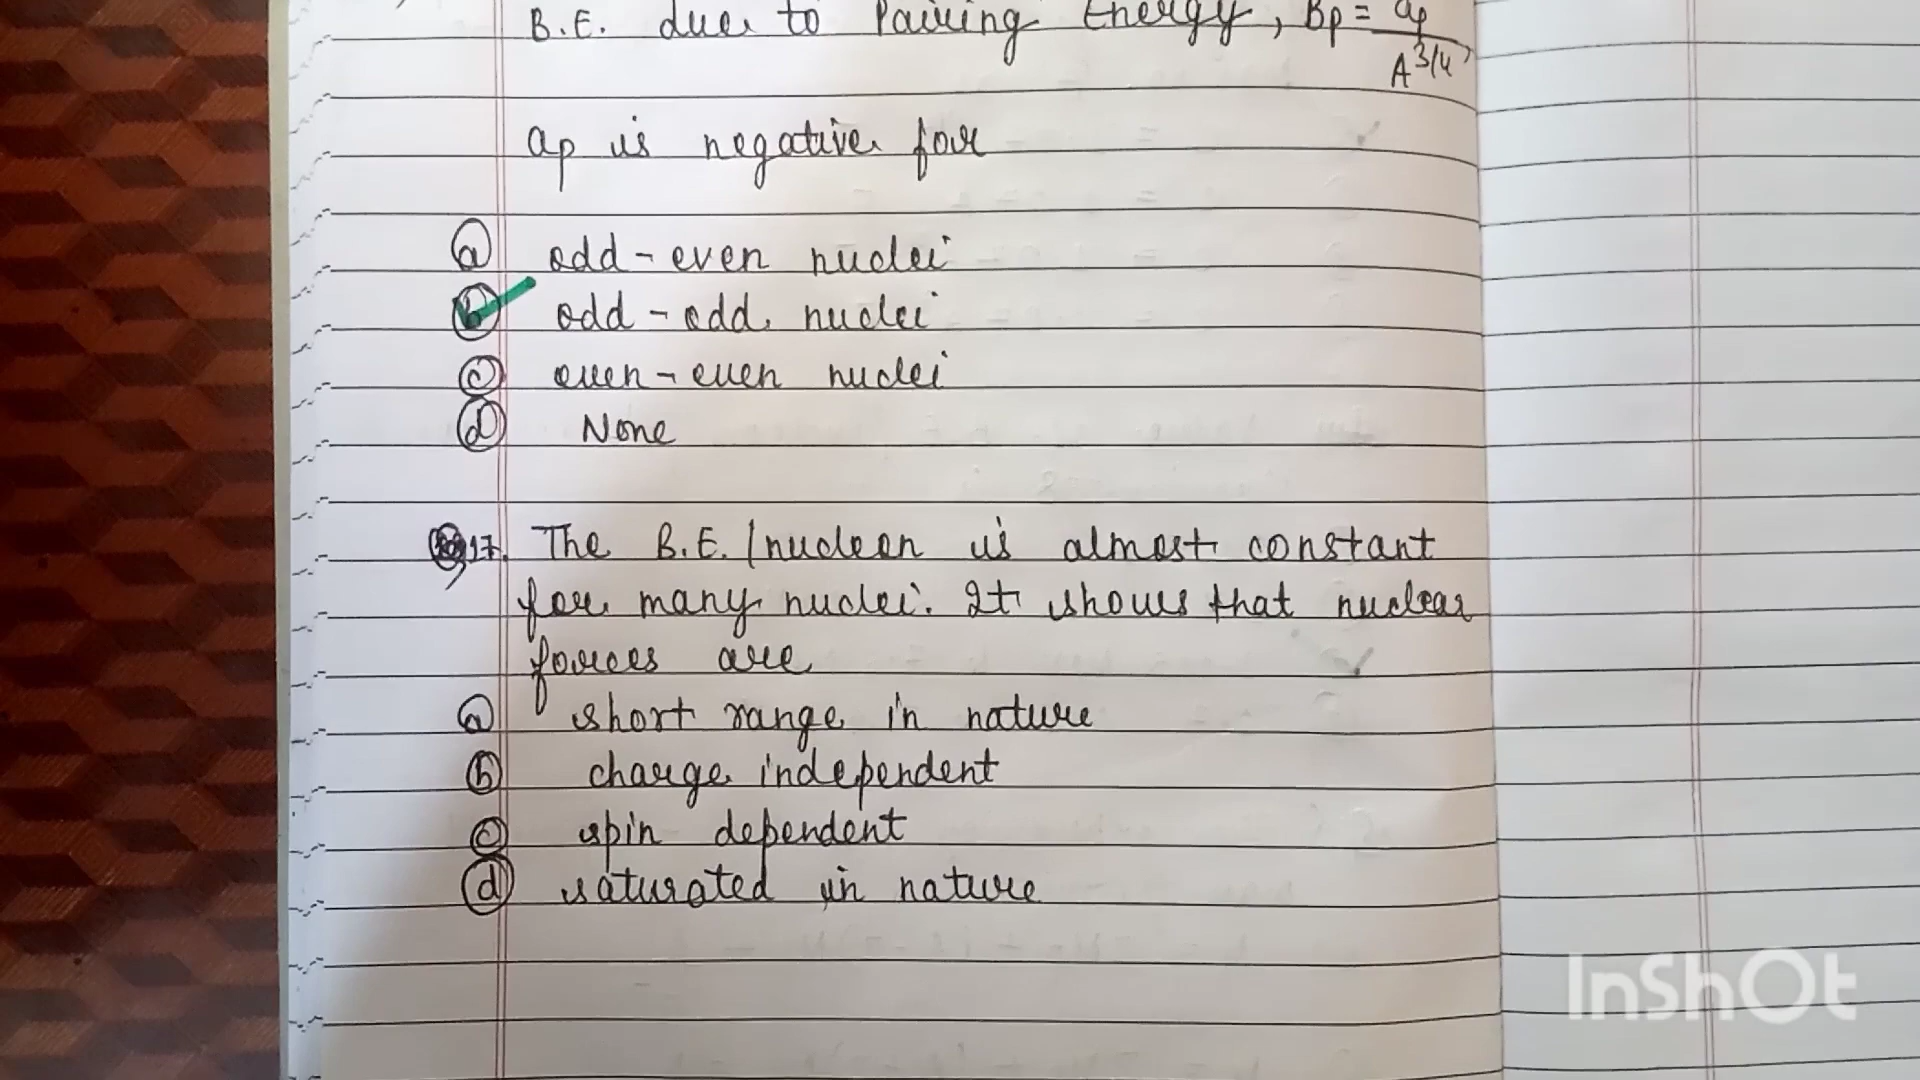 B.E. due to Pairing Energy, Bp = ap / A^3/4,
ap is negative for
(a) odd-even nuclei
(b) odd-odd nuclei
(c) even-even nuclei
(d) None
17. The B.E./nucleon is almost constant
for many nuclei. It shows that nuclear
forces are
(a) short range in nature
(b) charge independent
(c) spin dependent
(d) saturated in nature
InShOt